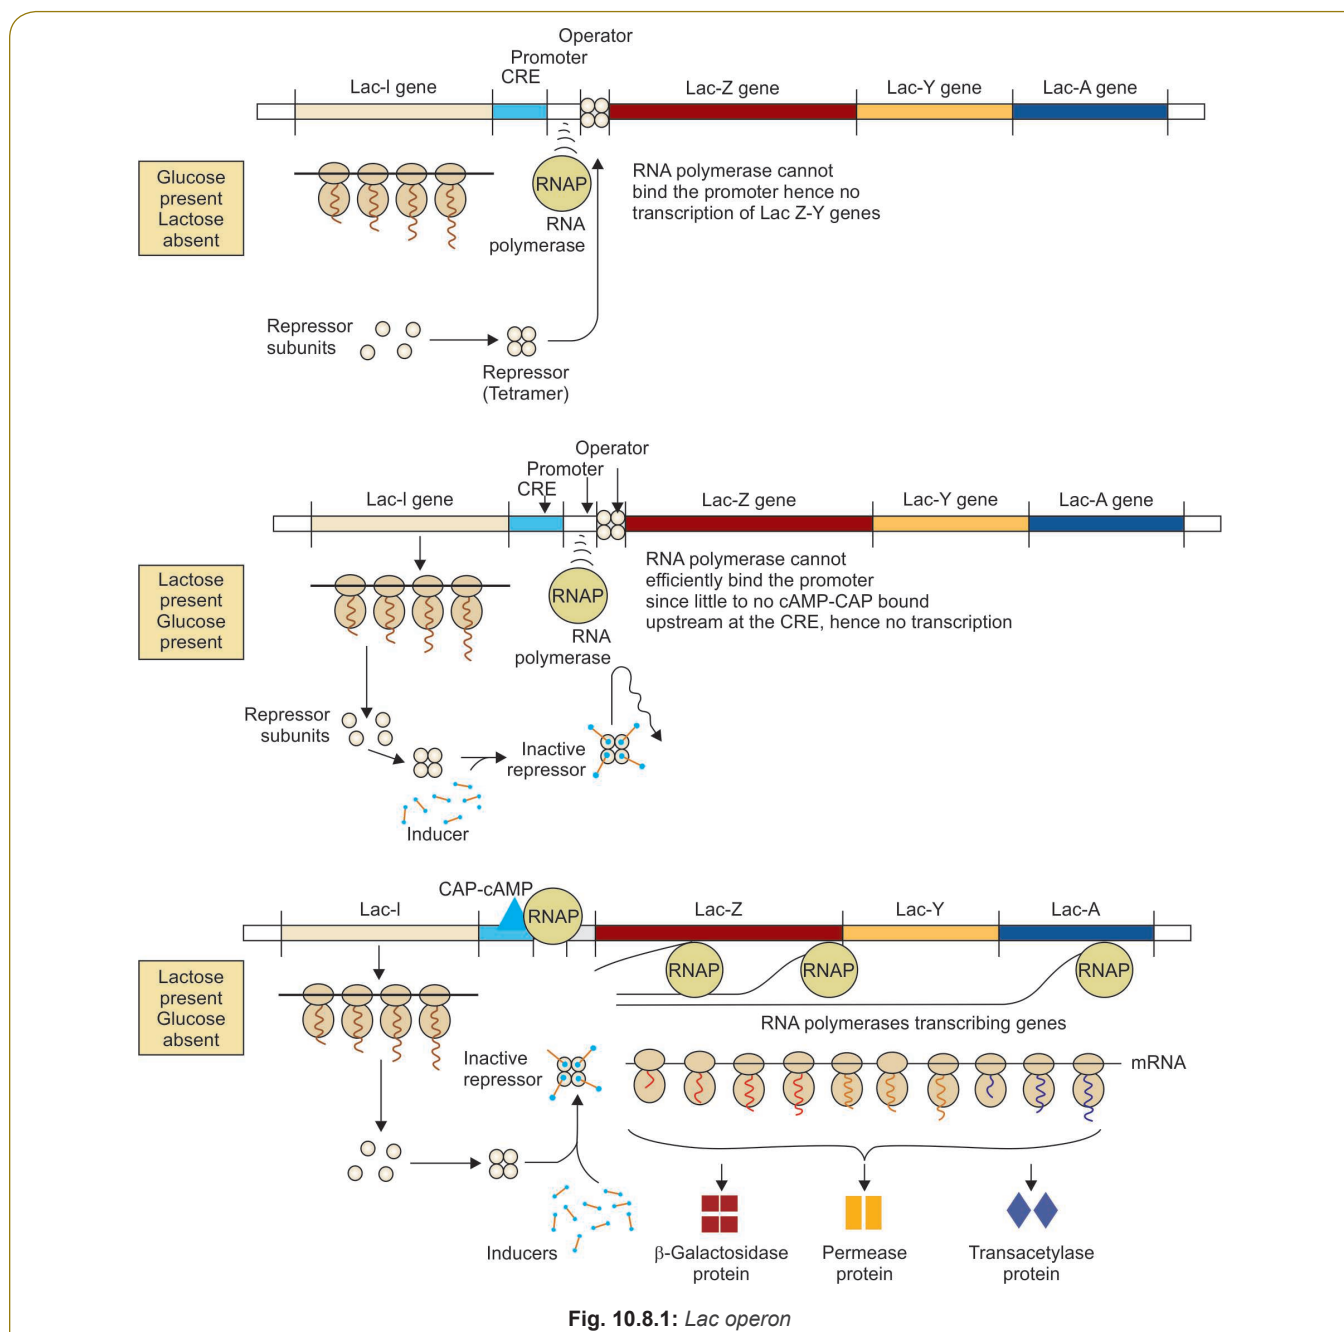 Operator
Promoter
CRE
Lac-I gene
Lac-Z gene
Lac-Y gene
Lac-A gene
Glucose
present
Lactose
absent
RNAP
RNA
polymerase
RNA polymerase cannot
bind the promoter hence no
transcription of Lac Z-Y genes
Repressor
subunits
Repressor
(Tetramer)
Operator
Promoter
CRE
Lac-I gene
Lac-Z gene
Lac-Y gene
Lac-A gene
Lactose
present
Glucose
present
RNAP
RNA
polymerase
RNA polymerase cannot
efficiently bind the promoter
since little to no cAMP-CAP bound
upstream at the CRE, hence no transcription
Repressor
subunits
Inactive
repressor
Inducer
CAP-cAMP
Lac-I
RNAP
Lac-Z
Lac-Y
Lac-A
Lactose
present
Glucose
absent
RNAP
RNAP
RNAP
RNA polymerases transcribing genes
mRNA
Inactive
repressor
Inducers
β-Galactosidase
protein
Permease
protein
Transacetylase
protein
Fig. 10.8.1: Lac operon